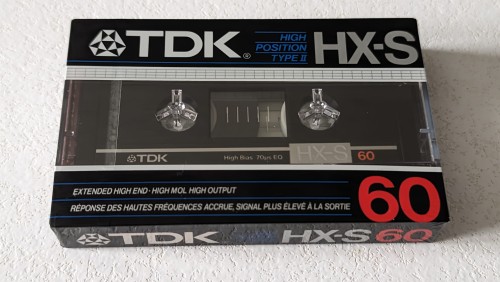 TDK® HIGH POSITION TYPE II HX-S
TDK High Bias 70µs EQ HX-S 60
EXTENDED HIGH END · HIGH MOL HIGH OUTPUT
RÉPONSE DES HAUTES FRÉQUENCES ACCRUE, SIGNAL PLUS ÉLEVÉ À LA SORTIE
60
TDK HX-S 60